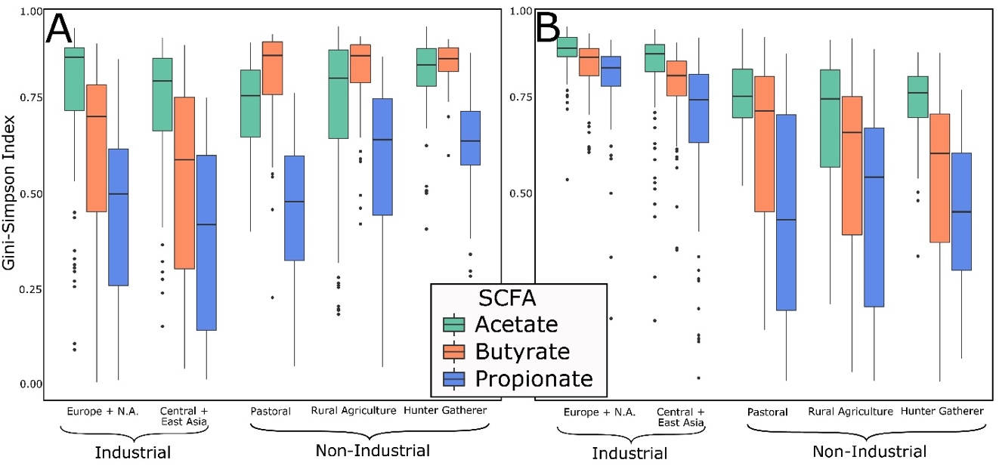 A
B
1.00
0.75
0.50
0.25
0.00
Gini-Simpson Index
1.00
0.75
0.50
SCFA
Acetate
Butyrate
Propionate
Europe + N.A.
Central +
East Asia
Pastoral
Rural Agriculture
Hunter Gatherer
Industrial
Non-Industrial
Europe + N.A.
Central +
East Asia
Pastoral
Rural Agriculture
Hunter Gatherer
Industrial
Non-Industrial